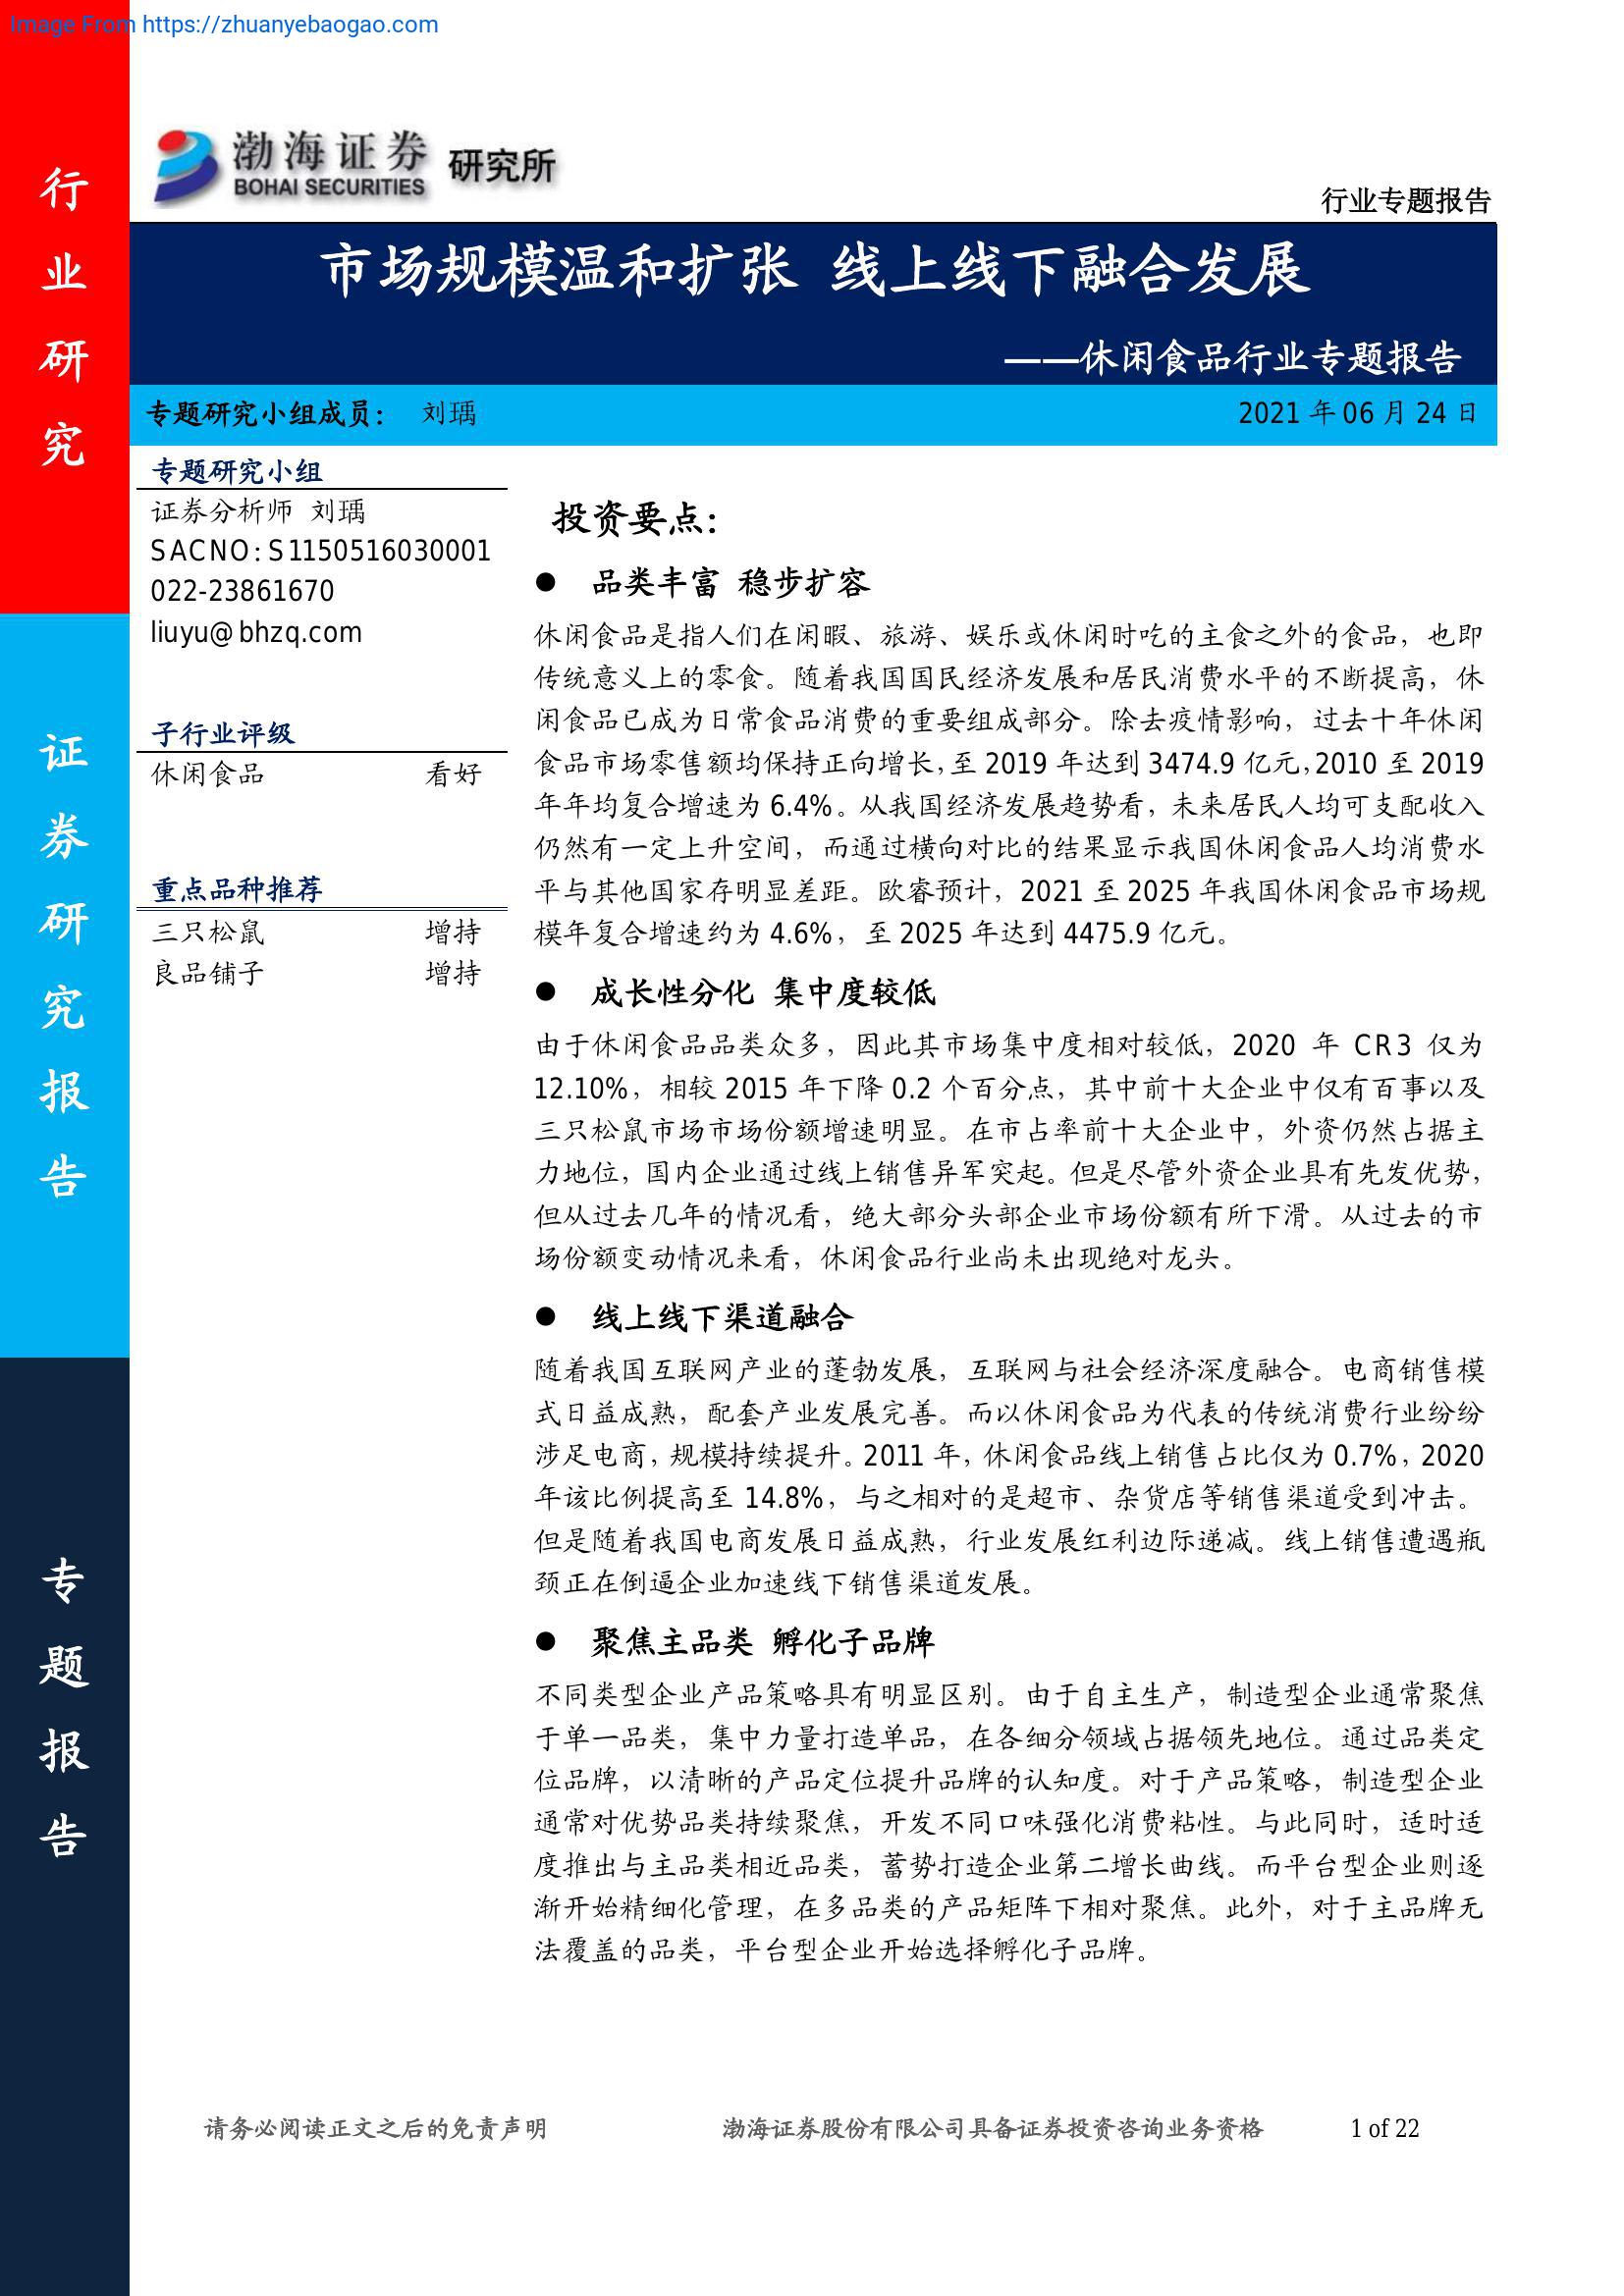 Image From https://zhuanyebaogao.com
渤海证券 研究所
BOHAI SECURITIES
行业专题报告
市场规模温和扩张 线上线下融合发展
——休闲食品行业专题报告
专题研究小组成员： 刘瑀 2021 年 06 月 24 日
行业研究
证券研究报告
专题报告
专题研究小组
证券分析师 刘瑀
SACNO:S1150516030001
022-23861670
liuyu@bhzq.com
子行业评级
休闲食品 看好
重点品种推荐
三只松鼠 增持
良品铺子 增持
投资要点：
● 品类丰富 稳步扩容
休闲食品是指人们在闲暇、旅游、娱乐或休闲时吃的主食之外的食品，也即
传统意义上的零食。随着我国国民经济发展和居民消费水平的不断提高，休
闲食品已成为日常食品消费的重要组成部分。除去疫情影响，过去十年休闲
食品市场零售额均保持正向增长，至 2019 年达到 3474.9 亿元，2010 至 2019
年年均复合增速为 6.4%。从我国经济发展趋势看，未来居民人均可支配收入
仍然有一定上升空间，而通过横向对比的结果显示我国休闲食品人均消费水
平与其他国家存明显差距。欧睿预计，2021 至 2025 年我国休闲食品市场规
模年复合增速约为 4.6%，至 2025 年达到 4475.9 亿元。
● 成长性分化 集中度较低
由于休闲食品品类众多，因此其市场集中度相对较低，2020 年 CR3 仅为
12.10%，相较 2015 年下降 0.2 个百分点，其中前十大企业中仅有百事以及
三只松鼠市场市场份额增速明显。在市占率前十大企业中，外资仍然占据主
力地位，国内企业通过线上销售异军突起。但是尽管外资企业具有先发优势，
但从过去几年的情况看，绝大部分头部企业市场份额有所下滑。从过去的市
场份额变动情况来看，休闲食品行业尚未出现绝对龙头。
● 线上线下渠道融合
随着我国互联网产业的蓬勃发展，互联网与社会经济深度融合。电商销售模
式日益成熟，配套产业发展完善。而以休闲食品为代表的传统消费行业纷纷
涉足电商，规模持续提升。2011 年，休闲食品线上销售占比仅为 0.7%，2020
年该比例提高至 14.8%，与之相对的是超市、杂货店等销售渠道受到冲击。
但是随着我国电商发展日益成熟，行业发展红利边际递减。线上销售遭遇瓶
颈正在倒逼企业加速线下销售渠道发展。
● 聚焦主品类 孵化子品牌
不同类型企业产品策略具有明显区别。由于自主生产，制造型企业通常聚焦
于单一品类，集中力量打造单品，在各细分领域占据领先地位。通过品类定
位品牌，以清晰的产品定位提升品牌的认知度。对于产品策略，制造型企业
通常对优势品类持续聚焦，开发不同口味强化消费粘性。与此同时，适时适
度推出与主品类相近品类，蓄势打造企业第二增长曲线。而平台型企业则逐
渐开始精细化管理，在多品类的产品矩阵下相对聚焦。此外，对于主品牌无
法覆盖的品类，平台型企业开始选择孵化子品牌。
请务必阅读正文之后的免责声明 渤海证券股份有限公司具备证券投资咨询业务资格 1 of 22